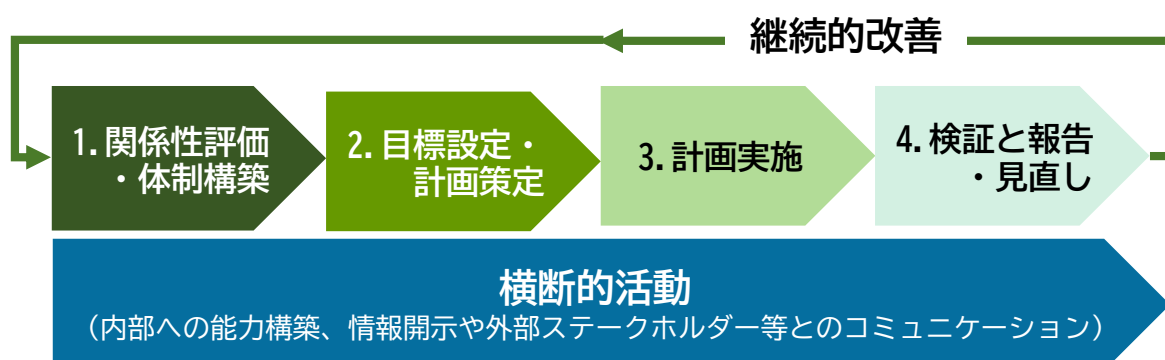 継続的改善
1. 関係性評価
・体制構築
2. 目標設定・
計画策定
3. 計画実施
4. 検証と報告
・見直し
横断的活動
（内部への能力構築、情報開示や外部ステークホルダー等とのコミュニケーション）